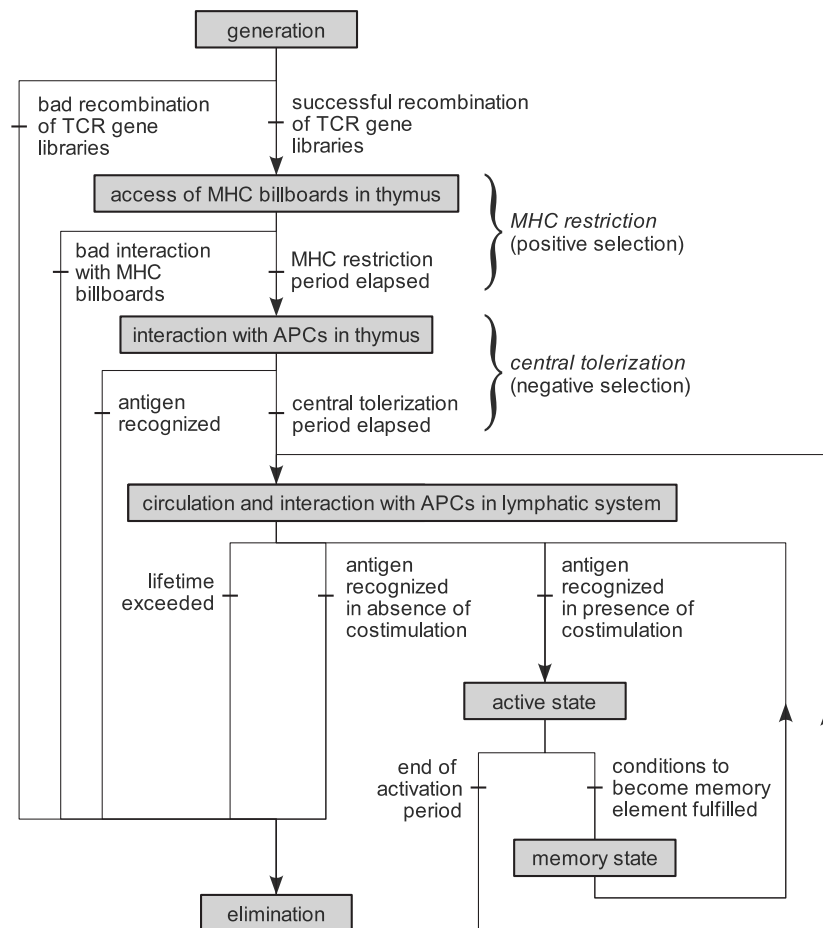 generation
bad recombination
of TCR gene
libraries
successful recombination
of TCR gene
libraries
access of MHC billboards in thymus
MHC restriction
(positive selection)
bad interaction
with MHC
billboards
MHC restriction
period elapsed
interaction with APCs in thymus
central tolerization
(negative selection)
antigen
recognized
central tolerization
period elapsed
circulation and interaction with APCs in lymphatic system
lifetime
exceeded
antigen
recognized
in absence of
costimulation
antigen
recognized
in presence of
costimulation
active state
end of
activation
period
conditions to
become memory
element fulfilled
memory state
elimination